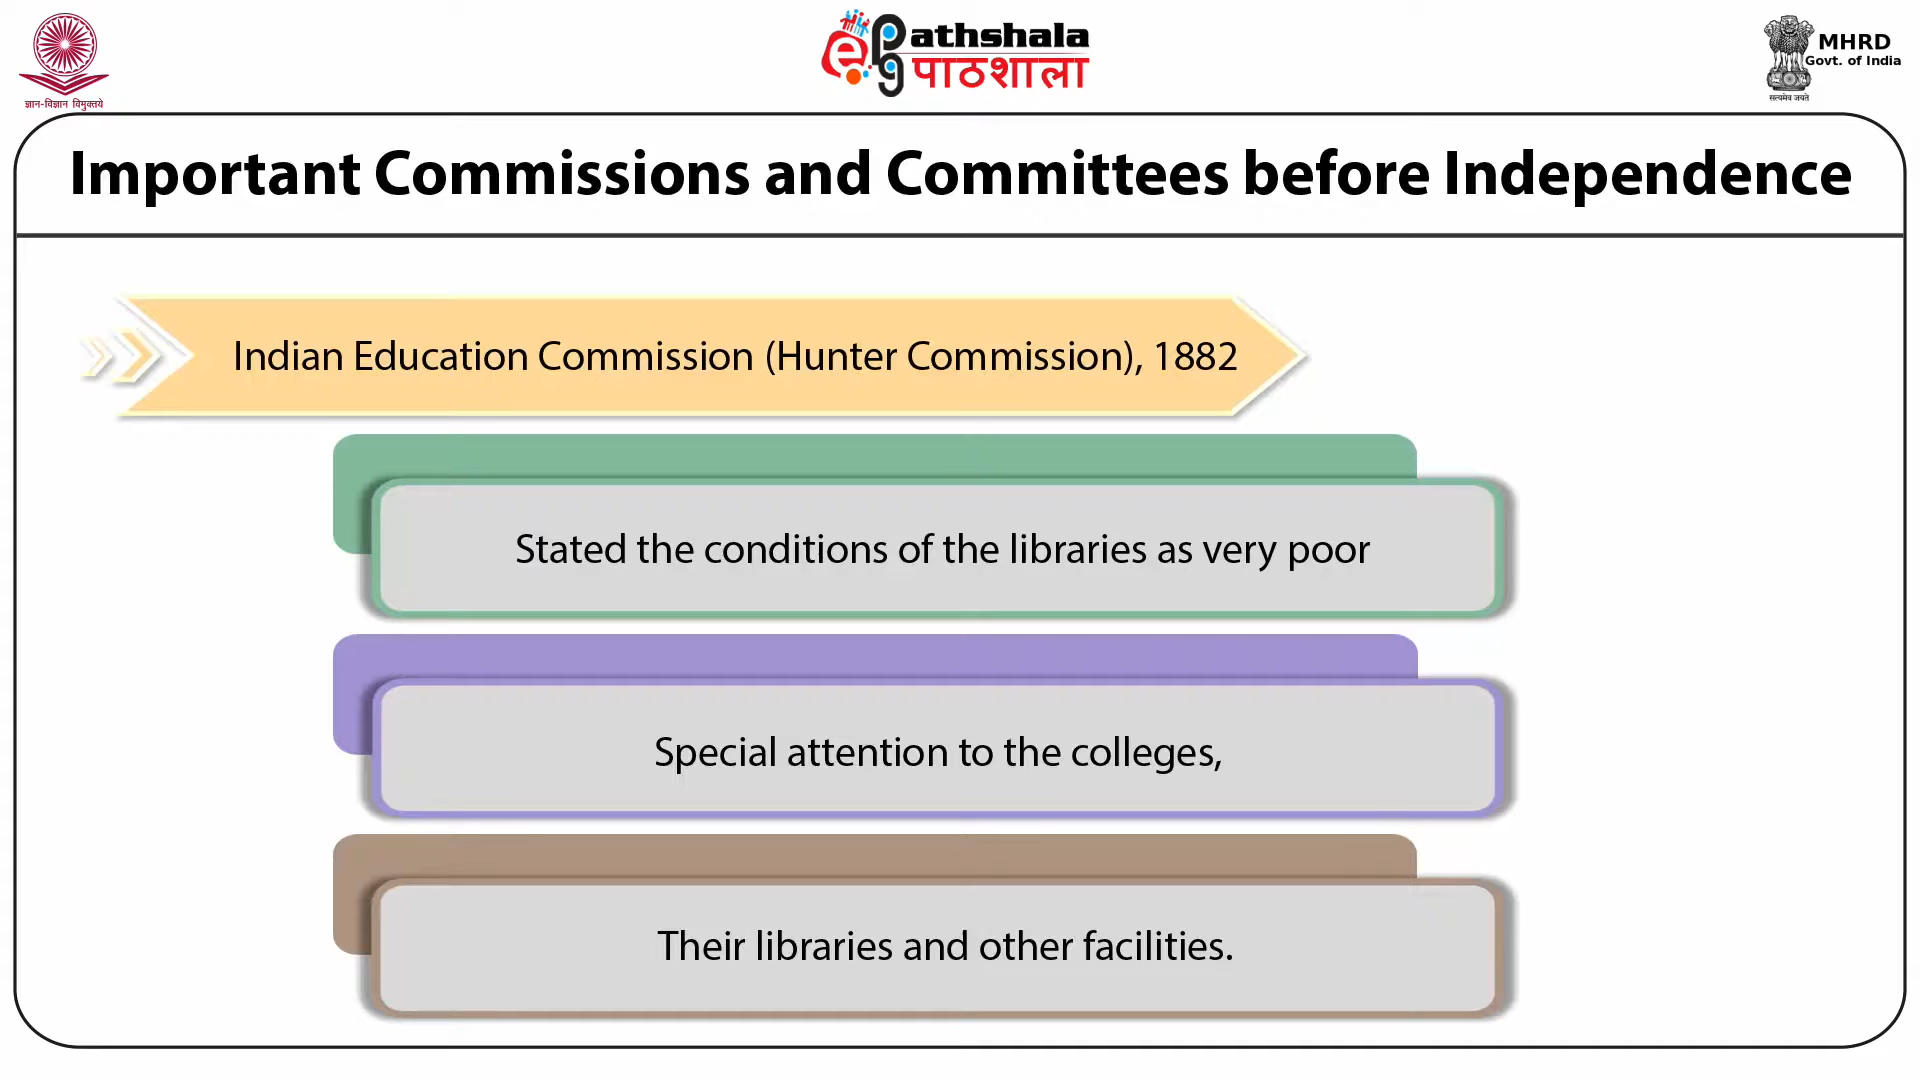 ज्ञान-विज्ञान विमुक्तये
ePathshala
पाठशाला
MHRD
Govt. of India
सत्यमेव जयते
Important Commissions and Committees before Independence
Indian Education Commission (Hunter Commission), 1882
Stated the conditions of the libraries as very poor
Special attention to the colleges,
Their libraries and other facilities.